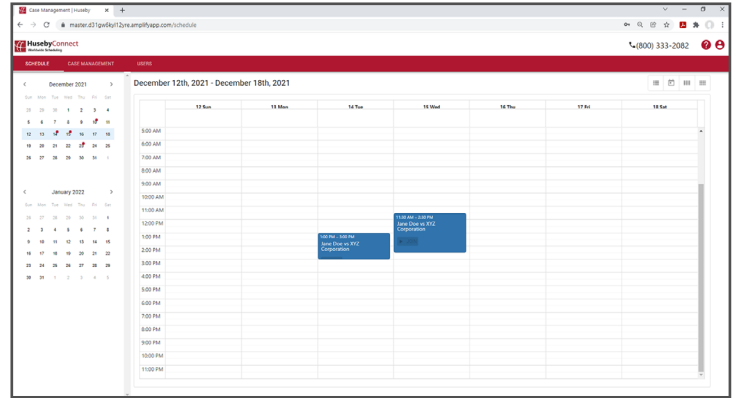 Case Management | Huseby
master.d31gw6kyl12yre.amplifyapp.com/schedule
HusebyConnect
Worldwide Scheduling
(800) 333-2082
SCHEDULE CASE MANAGEMENT USERS
December 2021
Sun Mon Tue Wed Thu Fri Sat
28 29 30 1 2 3 4
5 6 7 8 9 10 11
12 13 14 15 16 17 18
19 20 21 22 23 24 25
26 27 28 29 30 31 1
January 2022
Sun Mon Tue Wed Thu Fri Sat
26 27 28 29 30 31 1
2 3 4 5 6 7 8
9 10 11 12 13 14 15
16 17 18 19 20 21 22
23 24 25 26 27 28 29
30 31 1 2 3 4 5
December 12th, 2021 - December 18th, 2021
12 Sun 13 Mon 14 Tue 15 Wed 16 Thu 17 Fri 18 Sat
5:00 AM
6:00 AM
7:00 AM
8:00 AM
9:00 AM
10:00 AM
11:00 AM
12:00 PM
1:00 PM
2:00 PM
3:00 PM
4:00 PM
5:00 PM
6:00 PM
7:00 PM
8:00 PM
9:00 PM
10:00 PM
11:00 PM
1:00 PM - 3:00 PM
Jane Doe vs XYZ
Corporation
11:30 AM - 2:30 PM
Jane Doe vs XYZ
Corporation